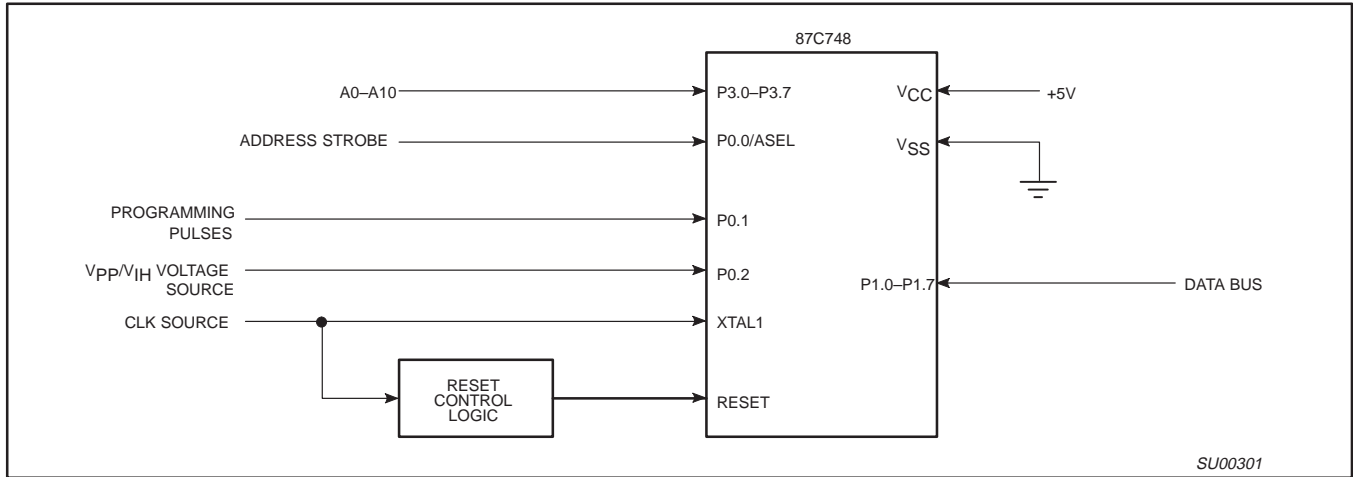 87C748
A0–A10
P3.0–P3.7
VCC
+5V
ADDRESS STROBE
P0.0/ASEL
VSS
PROGRAMMING
PULSES
P0.1
VPP/VIH VOLTAGE
SOURCE
P0.2
P1.0–P1.7
DATA BUS
CLK SOURCE
XTAL1
RESET
CONTROL
LOGIC
RESET
SU00301